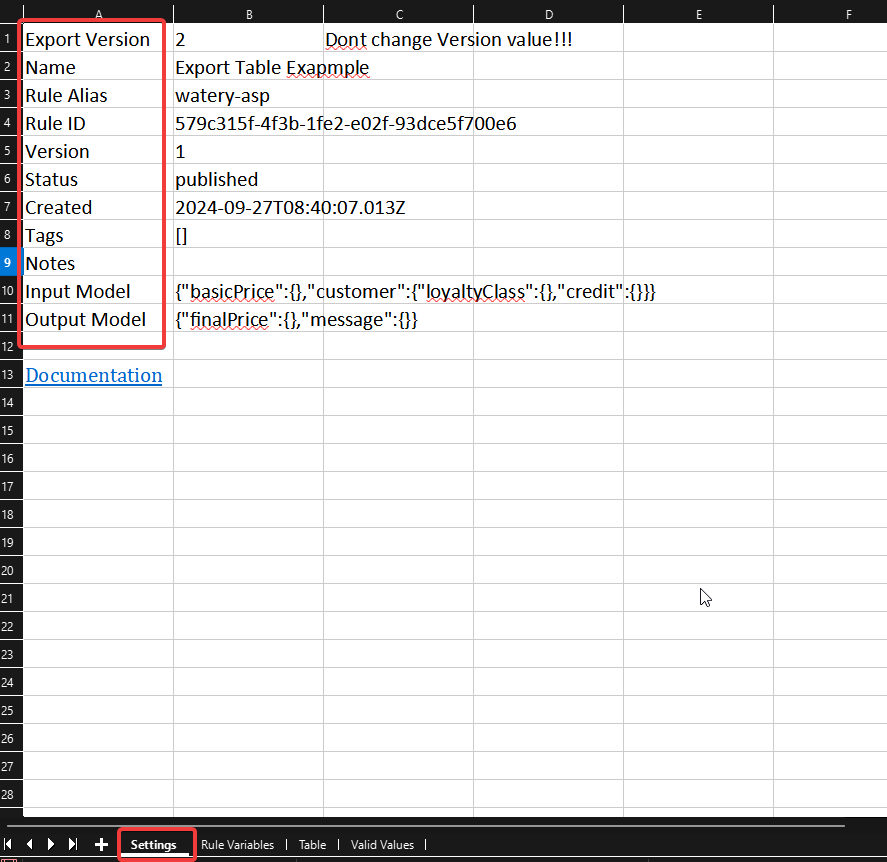 A B C D E F
1 Export Version 2 Dont change Version value!!!
2 Name Export Table Exapmple
3 Rule Alias watery-asp
4 Rule ID 579c315f-4f3b-1fe2-e02f-93dce5f700e6
5 Version 1
6 Status published
7 Created 2024-09-27T08:40:07.013Z
8 Tags []
9 Notes
10 Input Model {"basicPrice":{},"customer":{"loyaltyClass":{},"credit":{}}}
11 Output Model {"finalPrice":{},"message":{}}
12
13 Documentation
14
15
16
17
18
19
20
21
22
23
24
25
26
27
28
Settings Rule Variables Table Valid Values